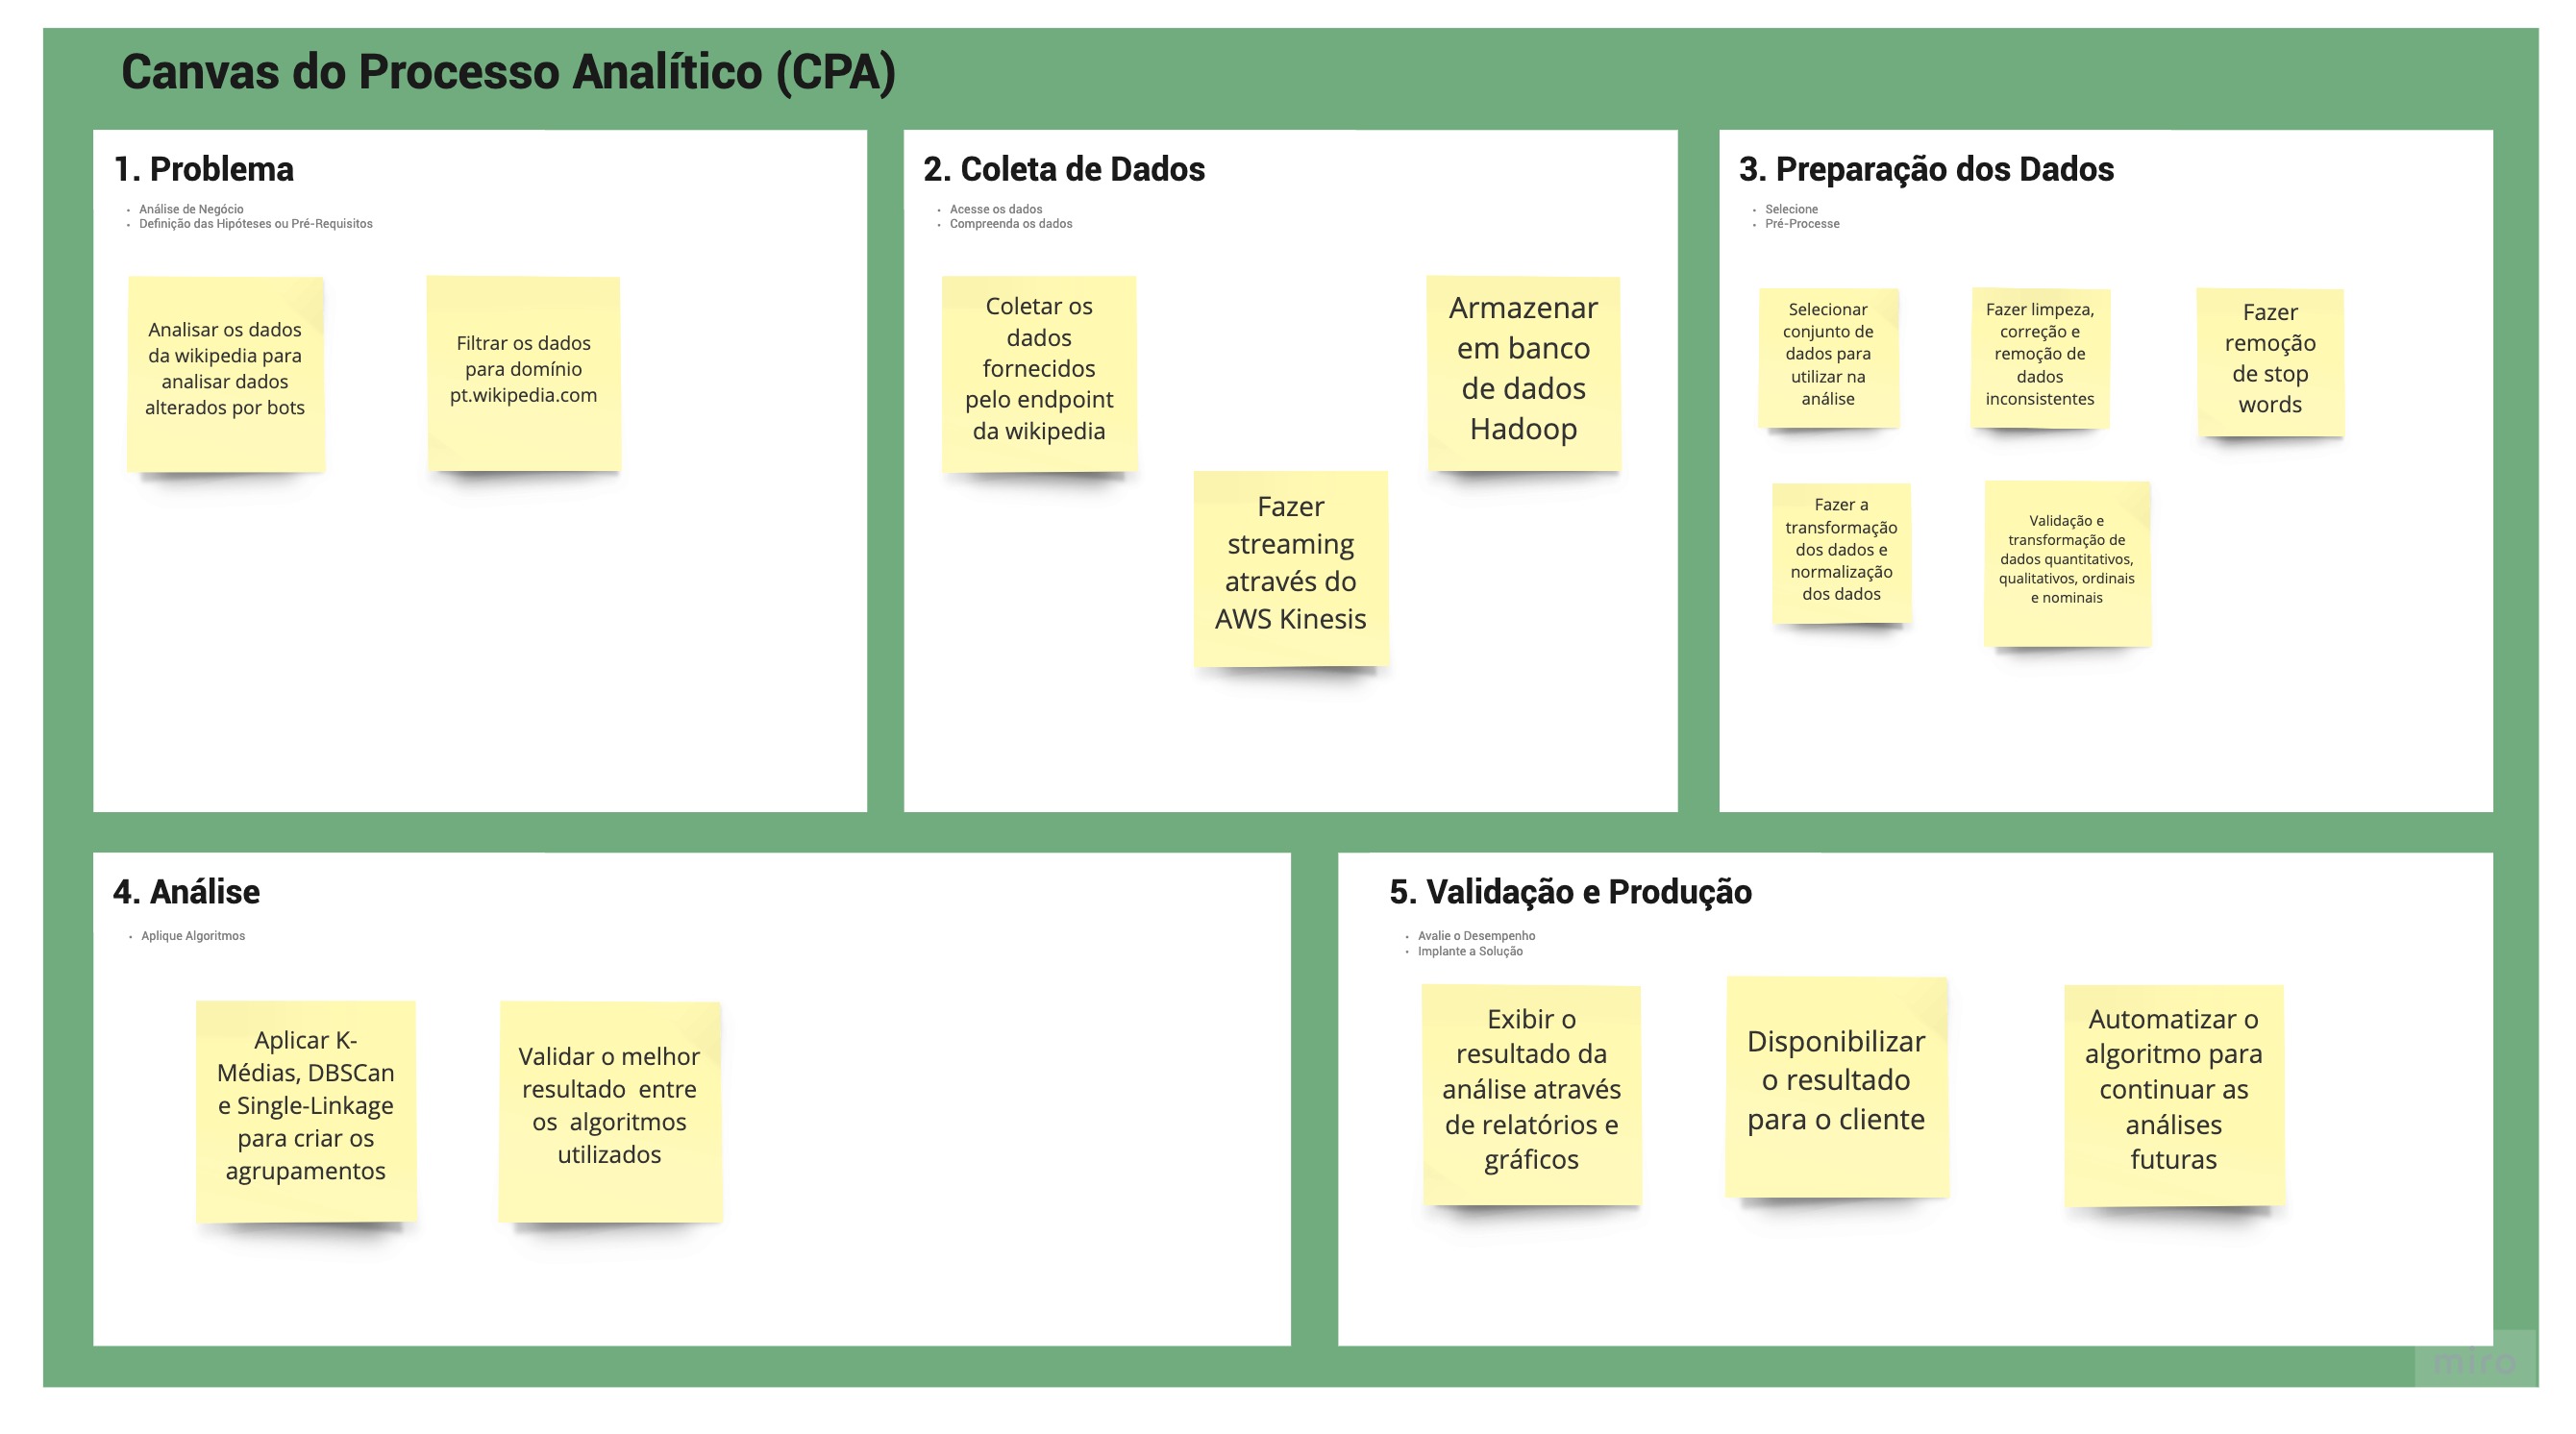 Canvas do Processo Analítico (CPA)
1. Problema
• Análise de Negócio
• Definição das Hipóteses ou Pré-Requisitos
Analisar os dados
da wikipedia para
analisar dados
alterados por bots
Filtrar os dados
para domínio
pt.wikipedia.com
2. Coleta de Dados
• Acesse os dados
• Compreenda os dados
Coletar os
dados
fornecidos
pelo endpoint
da wikipedia
Fazer
streaming
através do
AWS Kinesis
Armazenar
em banco
de dados
Hadoop
3. Preparação dos Dados
• Selecione
• Pré-Processe
Selecionar
conjunto de
dados para
utilizar na
análise
Fazer limpeza,
correção e
remoção de
dados
inconsistentes
Fazer
remoção
de stop
words
Fazer a
transformação
dos dados e
normalização
dos dados
Validação e
transformação de
dados quantitativos,
qualitativos, ordinais
e nominais
4. Análise
• Aplique Algoritmos
Aplicar K-
Médias, DBSCan
e Single-Linkage
para criar os
agrupamentos
Validar o melhor
resultado entre
os algoritmos
utilizados
5. Validação e Produção
• Avalie o Desempenho
• Implante a Solução
Exibir o
resultado da
análise através
de relatórios e
gráficos
Disponibilizar
o resultado
para o cliente
Automatizar o
algoritmo para
continuar as
análises
futuras
miro